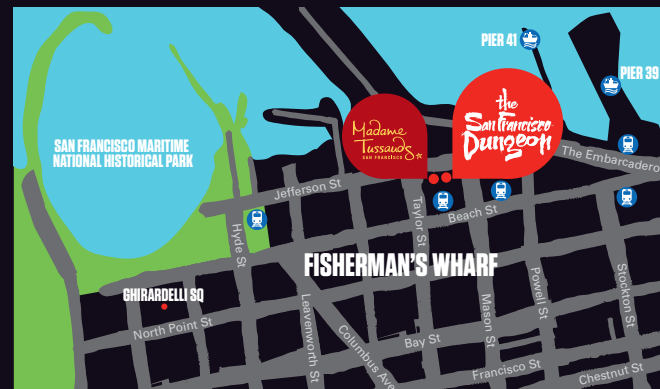 PIER 41
PIER 39
the
San Francisco
Dungeon
Madame
Tussauds
SAN FRANCISCO
SAN FRANCISCO MARITIME
NATIONAL HISTORICAL PARK
The Embarcadero
Jefferson St
Taylor St
Beach St
Hyde St
FISHERMAN'S WHARF
GHIRARDELLI SQ
North Point St
Leavenworth St
Columbus Ave
Bay St
Mason St
Powell St
Stockton St
Francisco St
Chestnut St